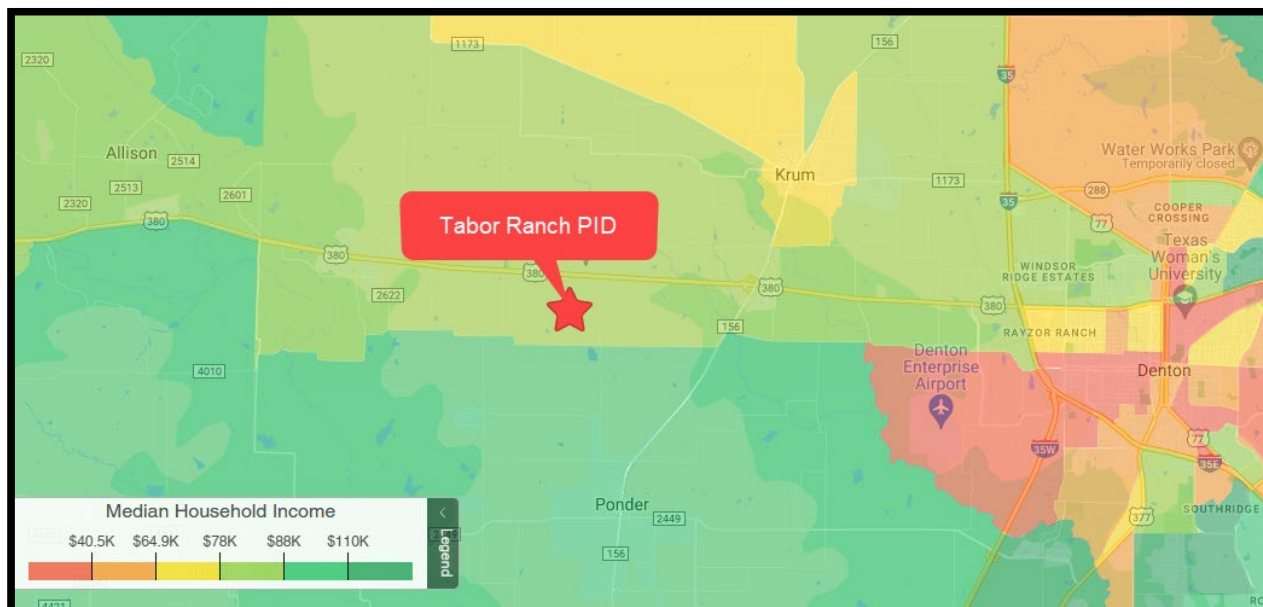 1173
156
2320
35
Allison
2514
Water Works Park
Temporarily closed
Krum
1173
2513
2601
288
2320
35
380
77
COOPER
CROSSING
Tabor Ranch PID
Texas
Woman's
University
380
380
WINDSOR
RIDGE ESTATES
2622
380
380
156
RAYZOR RANCH
Denton
Enterprise
Airport
Denton
4010
77
35W
35E
Ponder
2449
SOUTHRIDGE
377
156
Median Household Income
$40.5K $64.9K $78K $88K $110K
Legend